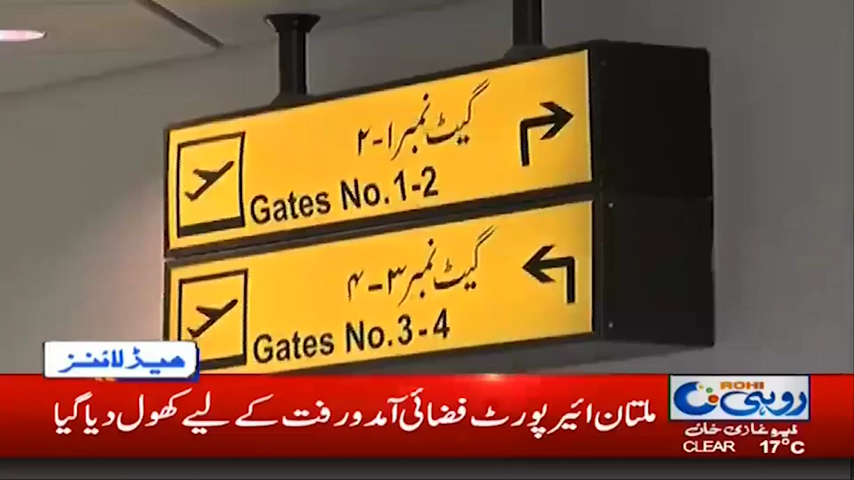 گیٹ نمبر ۱-۲
Gates No.1-2
گیٹ نمبر ۳-۴
Gates No.3-4
ہیڈ لائنز
ملتان ائیرپورٹ فضائی آمدورفت کے لیے کھول دیا گیا
ROHI
روہی
ڈیرہ غازی خان
CLEAR 17°C